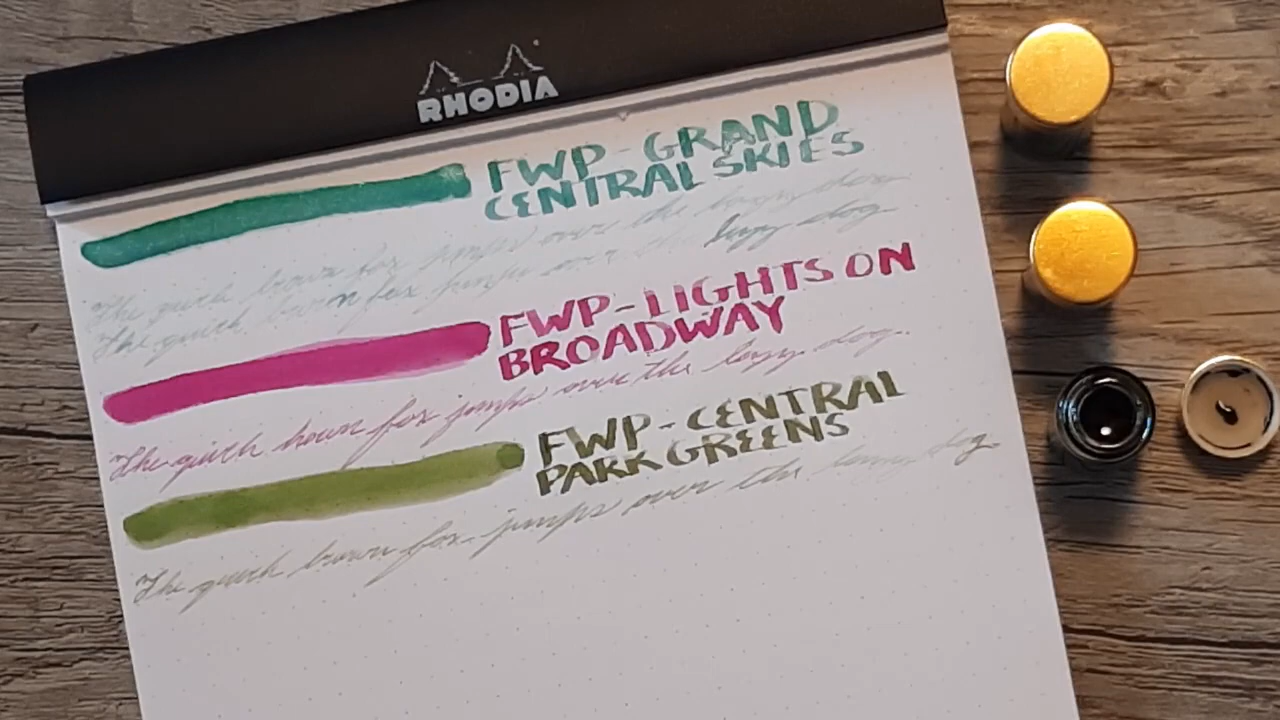 RHODIA
FWP - GRAND
CENTRAL SKIES
The quick brown fox jumps over the lazy dog
The quick brown fox jumps over the lazy dog.
FWP - LIGHTS ON
BROADWAY
The quick brown fox jumps over the lazy dog.
FWP - CENTRAL
PARK GREENS
The quick brown fox jumps over the lazy dog